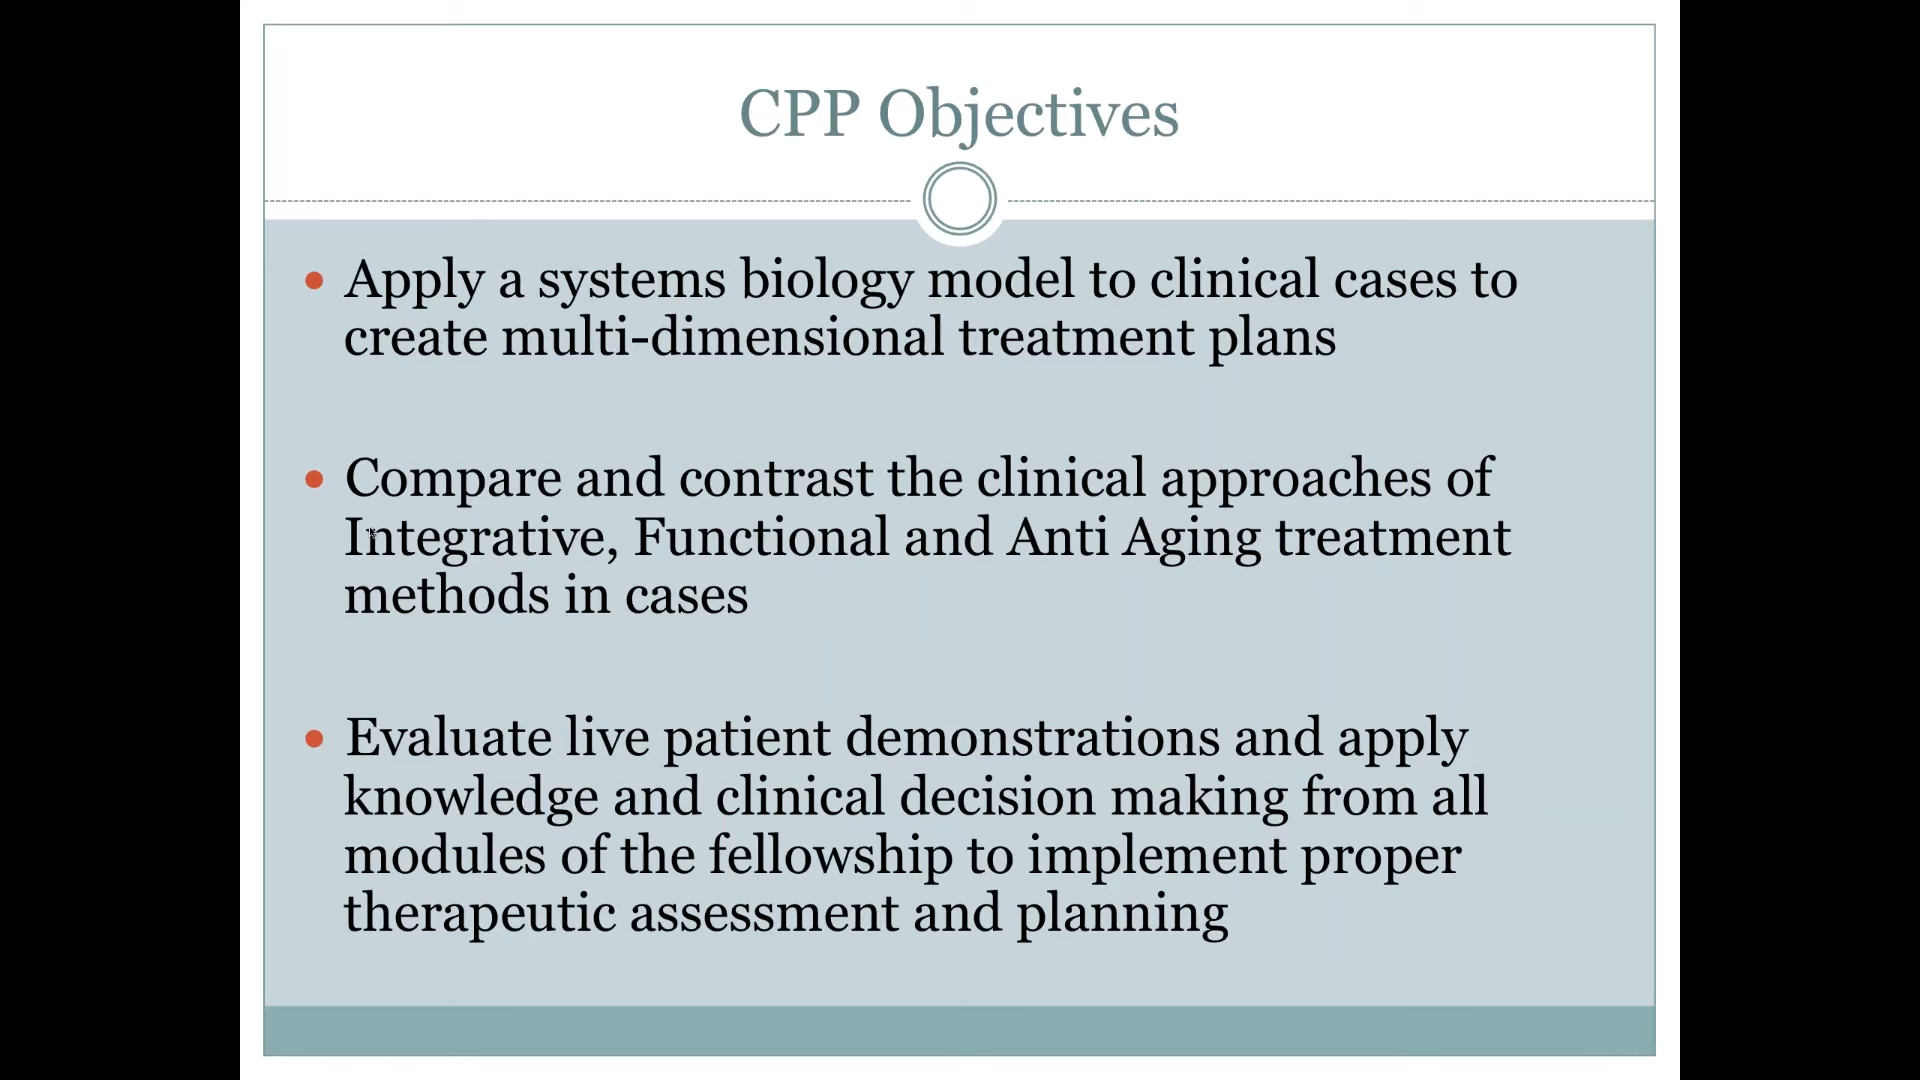 CPP Objectives
• Apply a systems biology model to clinical cases to
create multi-dimensional treatment plans
• Compare and contrast the clinical approaches of
Integrative, Functional and Anti Aging treatment
methods in cases
• Evaluate live patient demonstrations and apply
knowledge and clinical decision making from all
modules of the fellowship to implement proper
therapeutic assessment and planning